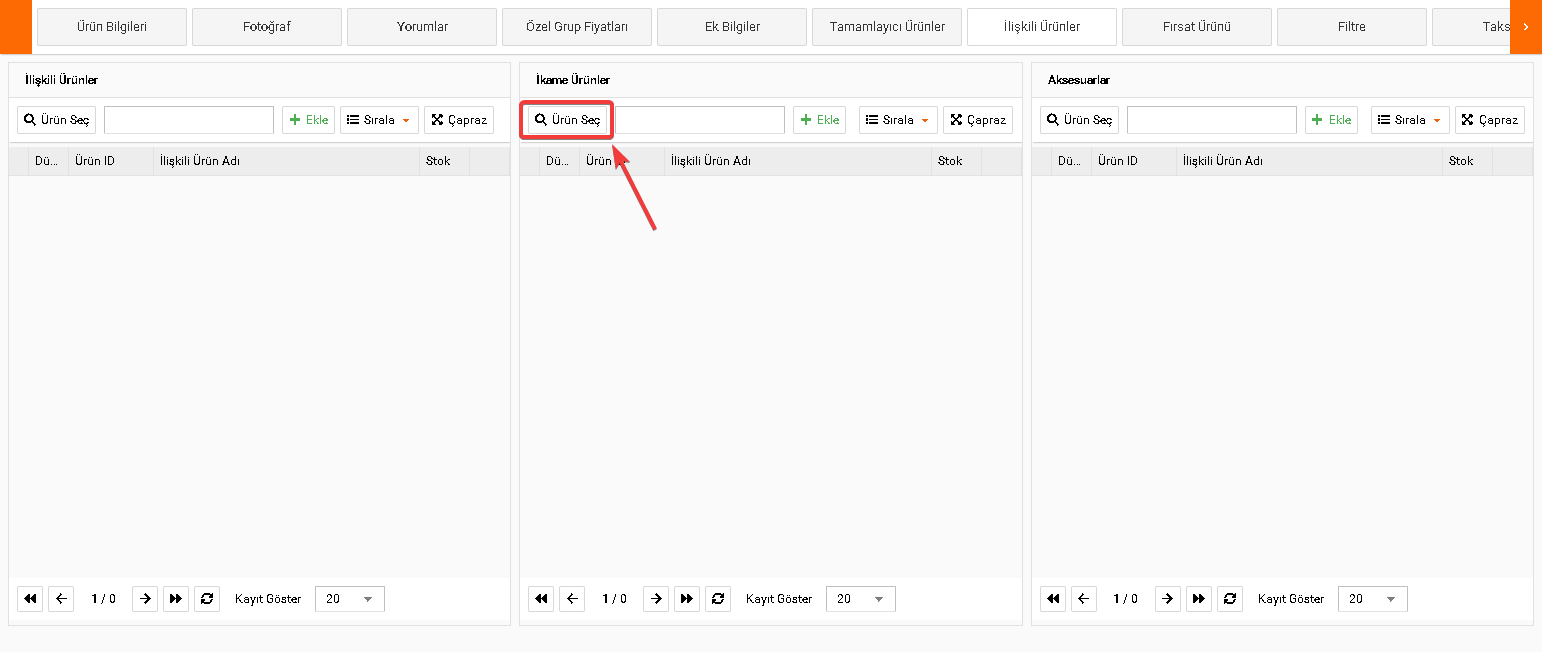 Ürün Bilgileri Fotoğraf Yorumlar Özel Grup Fiyatları Ek Bilgiler Tamamlayıcı Ürünler İlişkili Ürünler Fırsat Ürünü Filtre Taks
İlişkili Ürünler
Ürün Seç Ekle Sırala Çapraz
Dü... Ürün ID İlişkili Ürün Adı Stok
1 / 0 Kayıt Göster 20
İkame Ürünler
Ürün Seç Ekle Sırala Çapraz
Dü... Ürün İlişkili Ürün Adı Stok
1 / 0 Kayıt Göster 20
Aksesuarlar
Ürün Seç Ekle Sırala Çapraz
Dü... Ürün ID İlişkili Ürün Adı Stok
1 / 0 Kayıt Göster 20